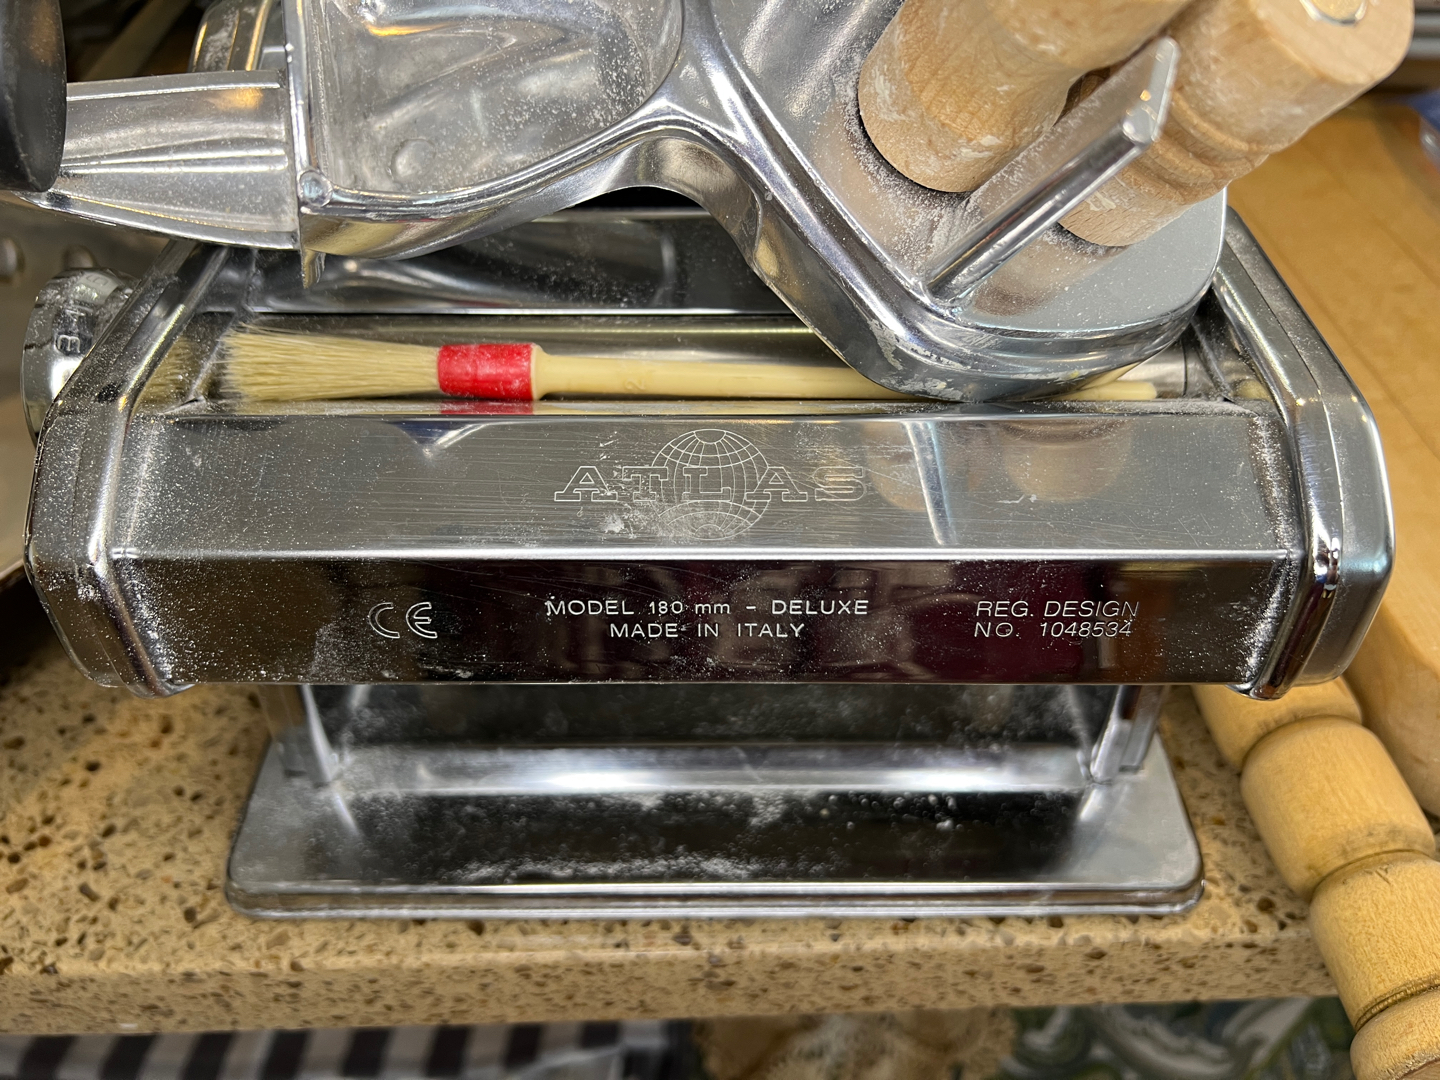 ATLAS
CE
MODEL 180 mm - DELUXE
MADE IN ITALY
REG. DESIGN
NO. 1048534